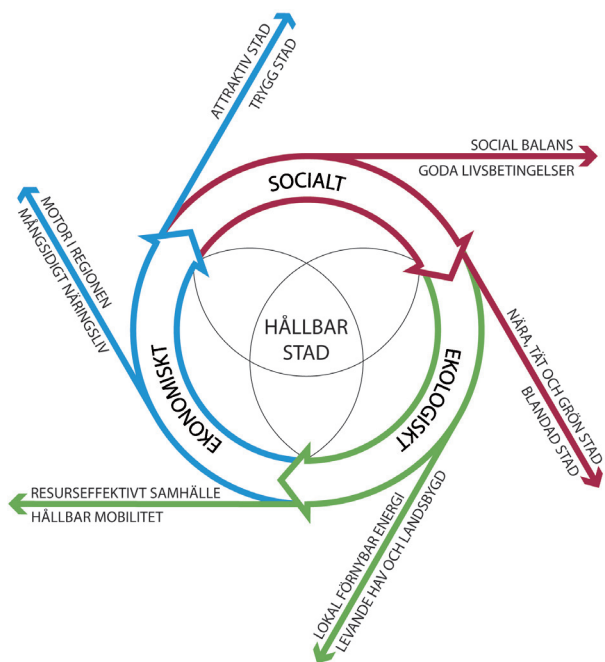 ATTRAKTIV STAD
TRYGG STAD
SOCIAL BALANS
GODA LIVSBETINGELSER
SOCIALT
MOTOR I REGIONEN
MÅNGSIDIGT NÄRINGSLIV
HÅLLBAR
STAD
NÄRA, TÄT OCH GRÖN STAD
BLANDAD STAD
EKONOMISKT
EKOLOGISKT
RESURSEFFEKTIVT SAMHÄLLE
HÅLLBAR MOBILITET
LOKAL FÖRNYBAR ENERGI
LEVANDE HAV OCH LANDSBYGD